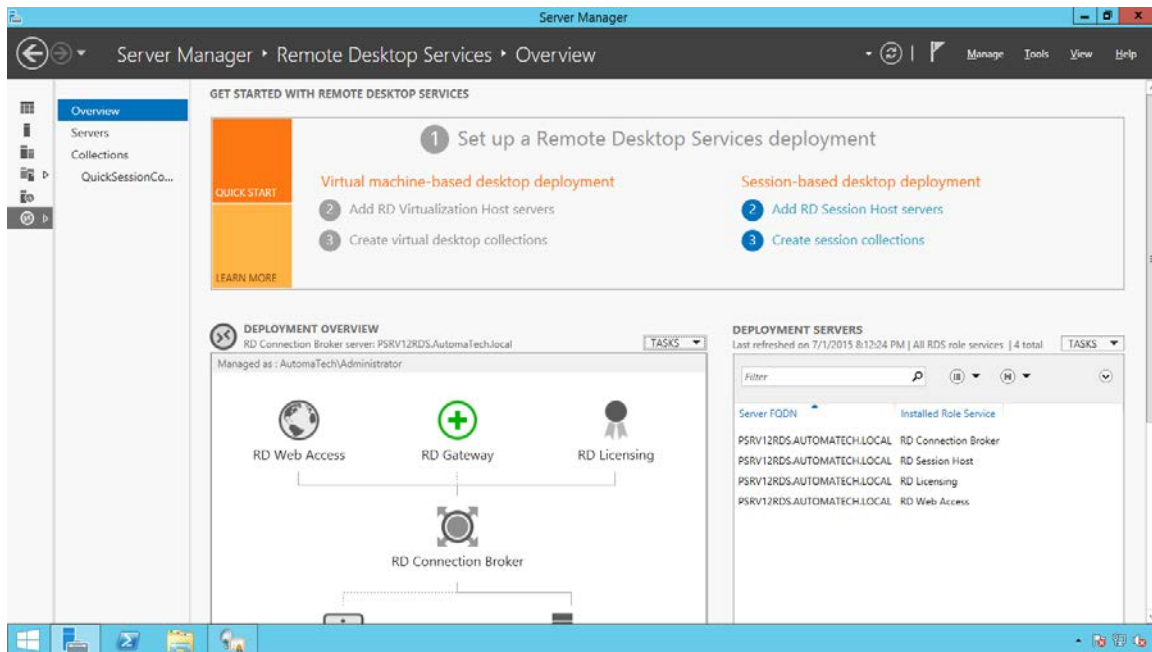 Server Manager
Server Manager ‣ Remote Desktop Services ‣ Overview
Manage Tools View Help
Overview
Servers
Collections
QuickSessionCo...
GET STARTED WITH REMOTE DESKTOP SERVICES
QUICK START
LEARN MORE
1 Set up a Remote Desktop Services deployment
Virtual machine-based desktop deployment
2 Add RD Virtualization Host servers
3 Create virtual desktop collections
Session-based desktop deployment
2 Add RD Session Host servers
3 Create session collections
DEPLOYMENT OVERVIEW
RD Connection Broker server: PSRV12RDS.AutomaTech.local
TASKS
Managed as : AutomaTech\Administrator
RD Web Access
RD Gateway
RD Licensing
RD Connection Broker
DEPLOYMENT SERVERS
Last refreshed on 7/1/2015 8:12:24 PM | All RDS role services | 4 total
TASKS
Filter
Server FQDN Installed Role Service
PSRV12RDS.AUTOMATECH.LOCAL RD Connection Broker
PSRV12RDS.AUTOMATECH.LOCAL RD Session Host
PSRV12RDS.AUTOMATECH.LOCAL RD Licensing
PSRV12RDS.AUTOMATECH.LOCAL RD Web Access